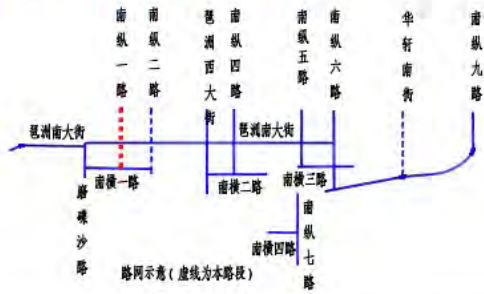 南纵一路
南纵二路
琶洲西大街
南纵四路
南纵五路
南纵六路
华轩南街
南纵九路
琶洲南大街
琶洲南大街
南横一路
南横二路
南横三路
磨碟沙路
南纵七路
南横四路
路网示意(虚线为本路段)